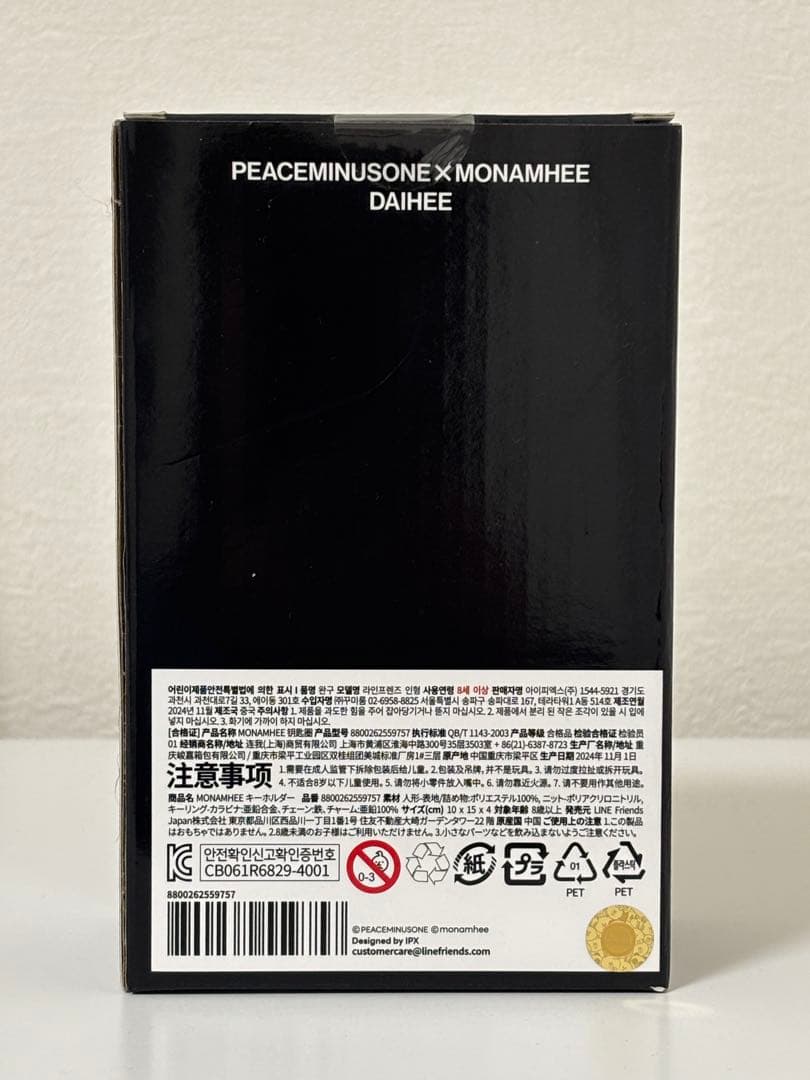 PEACEMINUSONE×MONAMHEE
DAIHEE
어린이제품안전특별법에 의한 표시 I 품명 완구 모델명 라인프렌즈 인형 사용연령 8세 이상 판매자명 아이피엑스(주) 1544-5921 경기도
과천시 과천대로7길 33, 에이동 301호 수입자명 ㈜꾸미룸 02-6958-8825 서울특별시 송파구 송파대로 167, 테라타워1 A동 514호 제조연월
2024년 11월 제조국 중국 주의사항 1. 제품을 과도한 힘을 주어 잡아당기거나 뜯지 마십시오. 2. 제품에서 분리 된 작은 조각이 있을 시 입에
넣지 마십시오. 3. 화기에 가까이 하지 마십시오.
[合格证] 产品名称 MONAMHEE 钥匙圈 产品型号 8800262559757 执行标准 QB/T 1143-2003 产品等级 合格品 检验合格证 检验员
01 经销商名称/地址 连我(上海)商贸有限公司 上海市黄浦区淮海中路300号35层3503室 + 86(21)-6387-8723 生产厂名称/地址 重
庆峻嘉箱包有限公司 / 重庆市梁平工业园区双桂组团美城标准厂房1#三层 原产地 中国重庆市梁平区 生产日期 2024年 11月 1日
注意事项 1.需要在成人监管下拆除包装后给儿童。2.包装及吊牌, 并不是玩具。3. 请勿过度拉扯或拆开玩具。
4. 不适合8岁以下儿童使用。5. 请勿将小零件放入嘴中。6. 请勿靠近火源。7. 请不要用作其他用途。
商品名 MONAMHEE キーホルダー 品番 8800262559757 素材 人形-表地/詰め物:ポリエステル100%, ニット-ポリアクリロニトリル,
キーリング-カラビナ:亜鉛合金, チェーン:鉄, チャーム:亜鉛100% サイズ(cm) 10 x 15 x 4 対象年齢 8歳以上 発売元 LINE Friends
Japan株式会社 東京都品川区西品川一丁目1番1号 住友不動産大崎ガーデンタワー22 階 原産国 中国 ご使用上の注意 1.この製品
はおもちゃではありません。2.8歳未満のお子様はご利用いただけません。3.小さなパーツなどを飲み込まないようご注意ください。
안전확인신고확인증번호
CB061R6829-4001
0-3
紙
プラ
01
PET
플라스틱
PET
8800262559757
©PEACEMINUSONE ©monamhee
Designed by IPX
customercare@linefriends.com